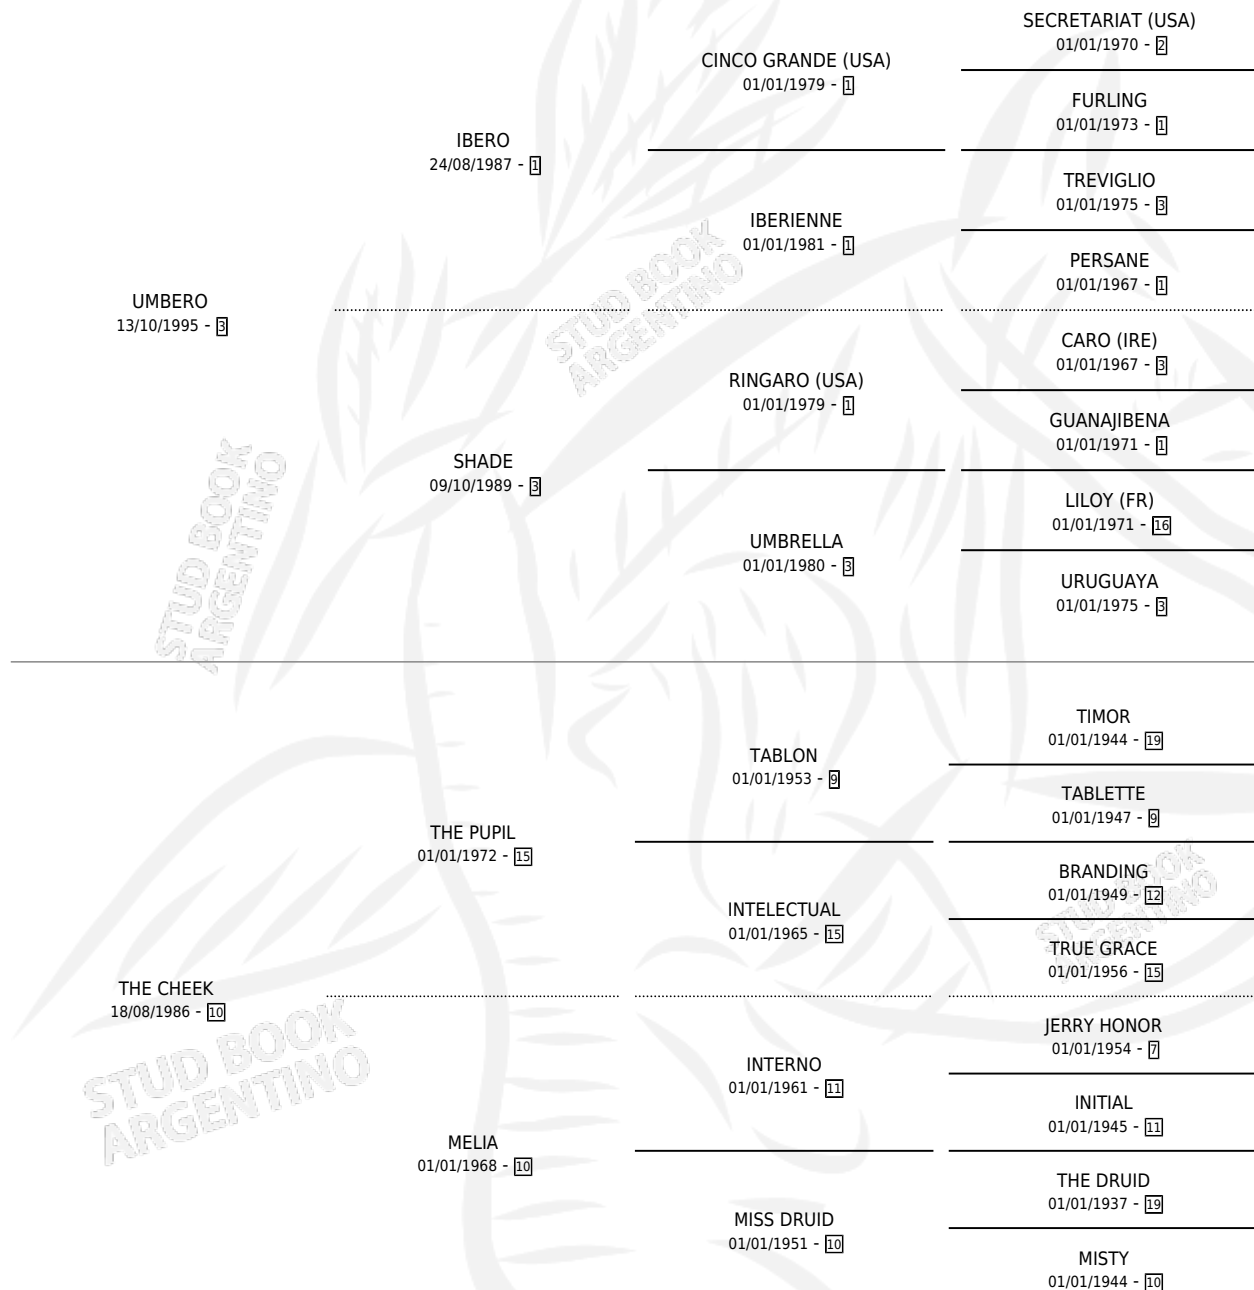 SECRETARIAT (USA)
01/01/1970 - 2
CINCO GRANDE (USA)
01/01/1979 - 1
FURLING
01/01/1973 - 1
IBERO
24/08/1987 - 1
TREVIGLIO
01/01/1975 - 3
IBERIENNE
01/01/1981 - 1
PERSANE
01/01/1967 - 1
UMBERO
13/10/1995 - 3
CARO (IRE)
01/01/1967 - 3
RINGARO (USA)
01/01/1979 - 1
GUANAJIBENA
01/01/1971 - 1
SHADE
09/10/1989 - 3
LILOY (FR)
01/01/1971 - 16
UMBRELLA
01/01/1980 - 3
URUGUAYA
01/01/1975 - 3
TIMOR
01/01/1944 - 19
TABLON
01/01/1953 - 9
TABLETTE
01/01/1947 - 9
THE PUPIL
01/01/1972 - 15
BRANDING
01/01/1949 - 12
INTELECTUAL
01/01/1965 - 15
TRUE GRACE
01/01/1956 - 15
THE CHEEK
18/08/1986 - 10
JERRY HONOR
01/01/1954 - 7
INTERNO
01/01/1961 - 11
INITIAL
01/01/1945 - 11
MELIA
01/01/1968 - 10
THE DRUID
01/01/1937 - 19
MISS DRUID
01/01/1951 - 10
MISTY
01/01/1944 - 10
STUD BOOK
ARGENTINO
STUD BOOK
ARGENTINO
STUD BOOK
ARGENTINO
STUD BOOK
ARGENTINO